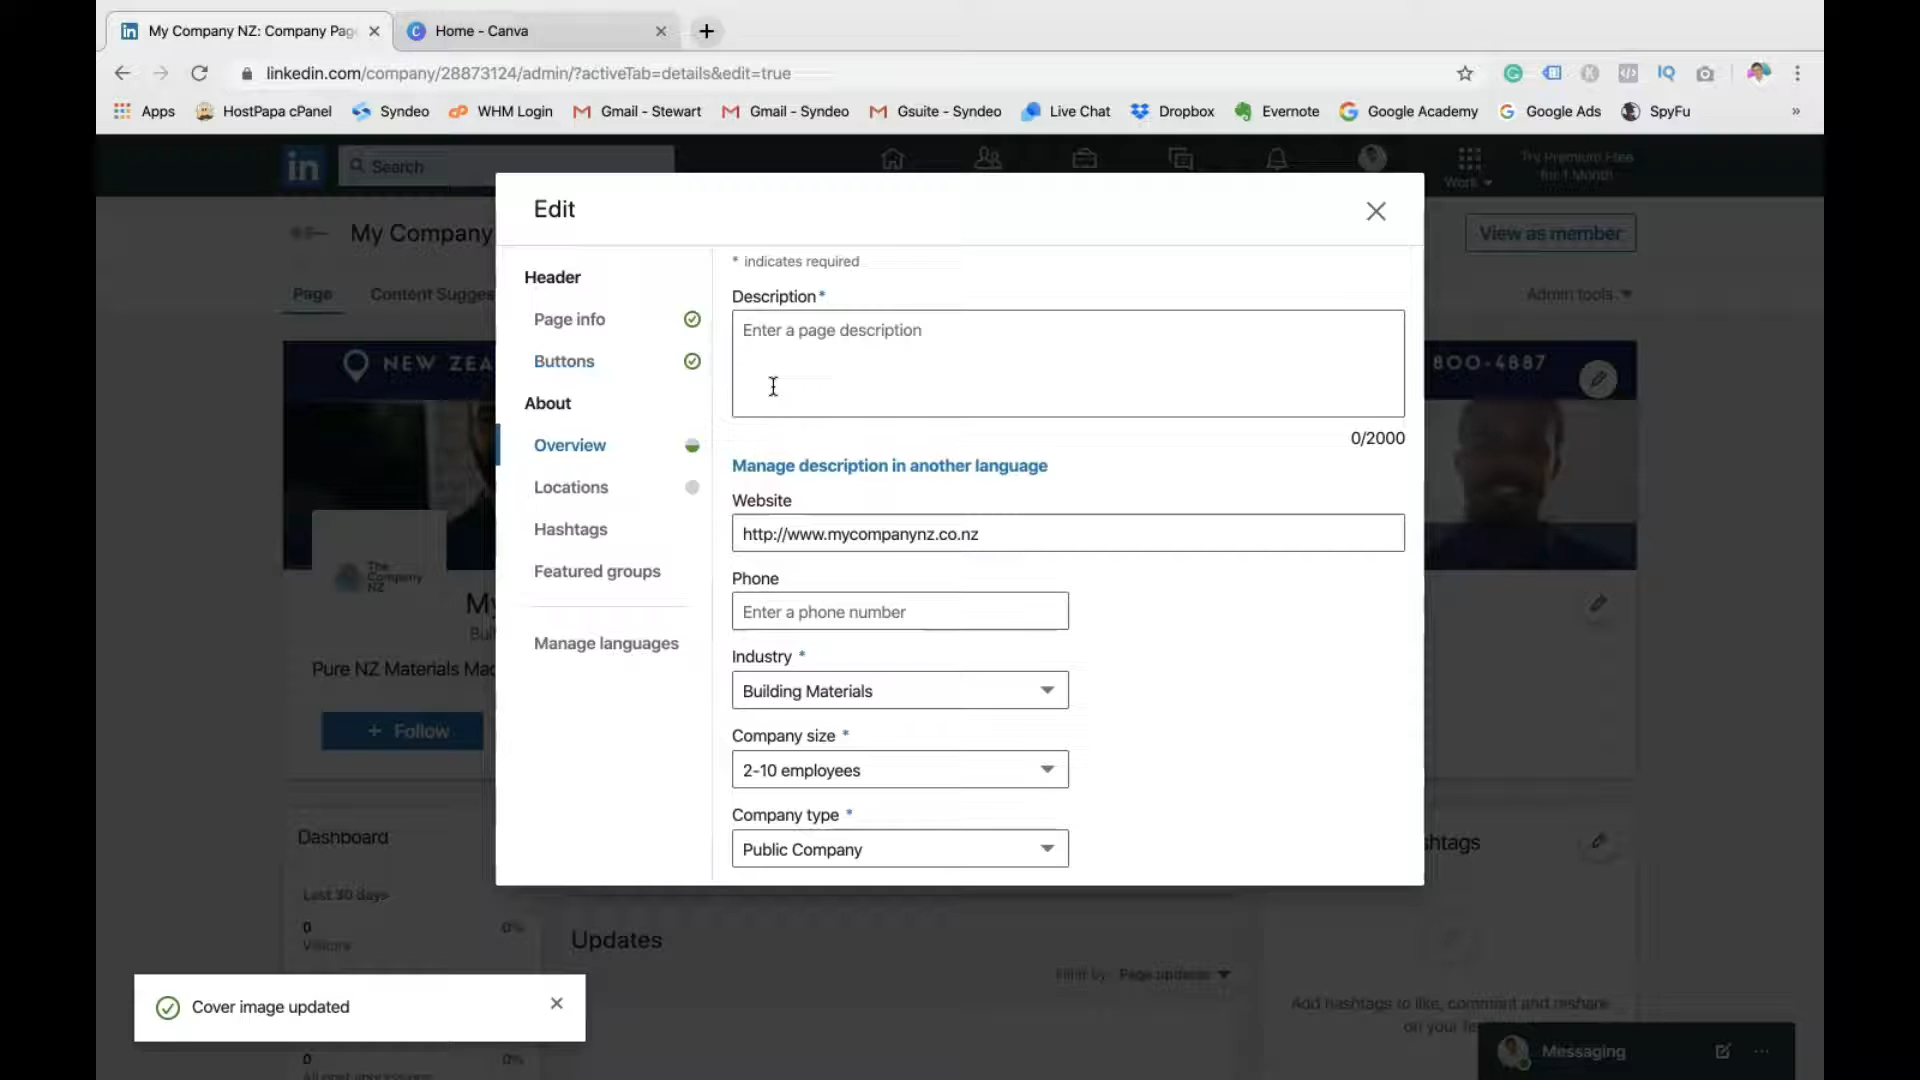 My Company NZ: Company Pag
Home - Canva
linkedin.com/company/28873124/admin/?activeTab=details&edit=true
Apps
HostPapa cPanel
Syndeo
WHM Login
Gmail - Stewart
Gmail - Syndeo
Gsuite - Syndeo
Live Chat
Dropbox
Evernote
Google Academy
Google Ads
SpyFu
»
in
Search
Work
Try Premium Free
for 1 Month
My Company
View as member
Page
Content Sugges
Admin tools
NEW ZEA
800-4887
The
Company
NZ
My
Buil
Pure NZ Materials Mad
+ Follow
Dashboard
Last 30 days
0
0%
Visitors
0
0%
All post impressions
Edit
Header
Page info
Buttons
About
Overview
Locations
Hashtags
Featured groups
Manage languages
* indicates required
Description*
Enter a page description
0/2000
Manage description in another language
Website
http://www.mycompanynz.co.nz
Phone
Enter a phone number
Industry *
Building Materials
Company size *
2-10 employees
Company type *
Public Company
Updates
Filter by: Page updates
htags
Add hashtags to like, comment and reshare
on your fe
Cover image updated
Messaging